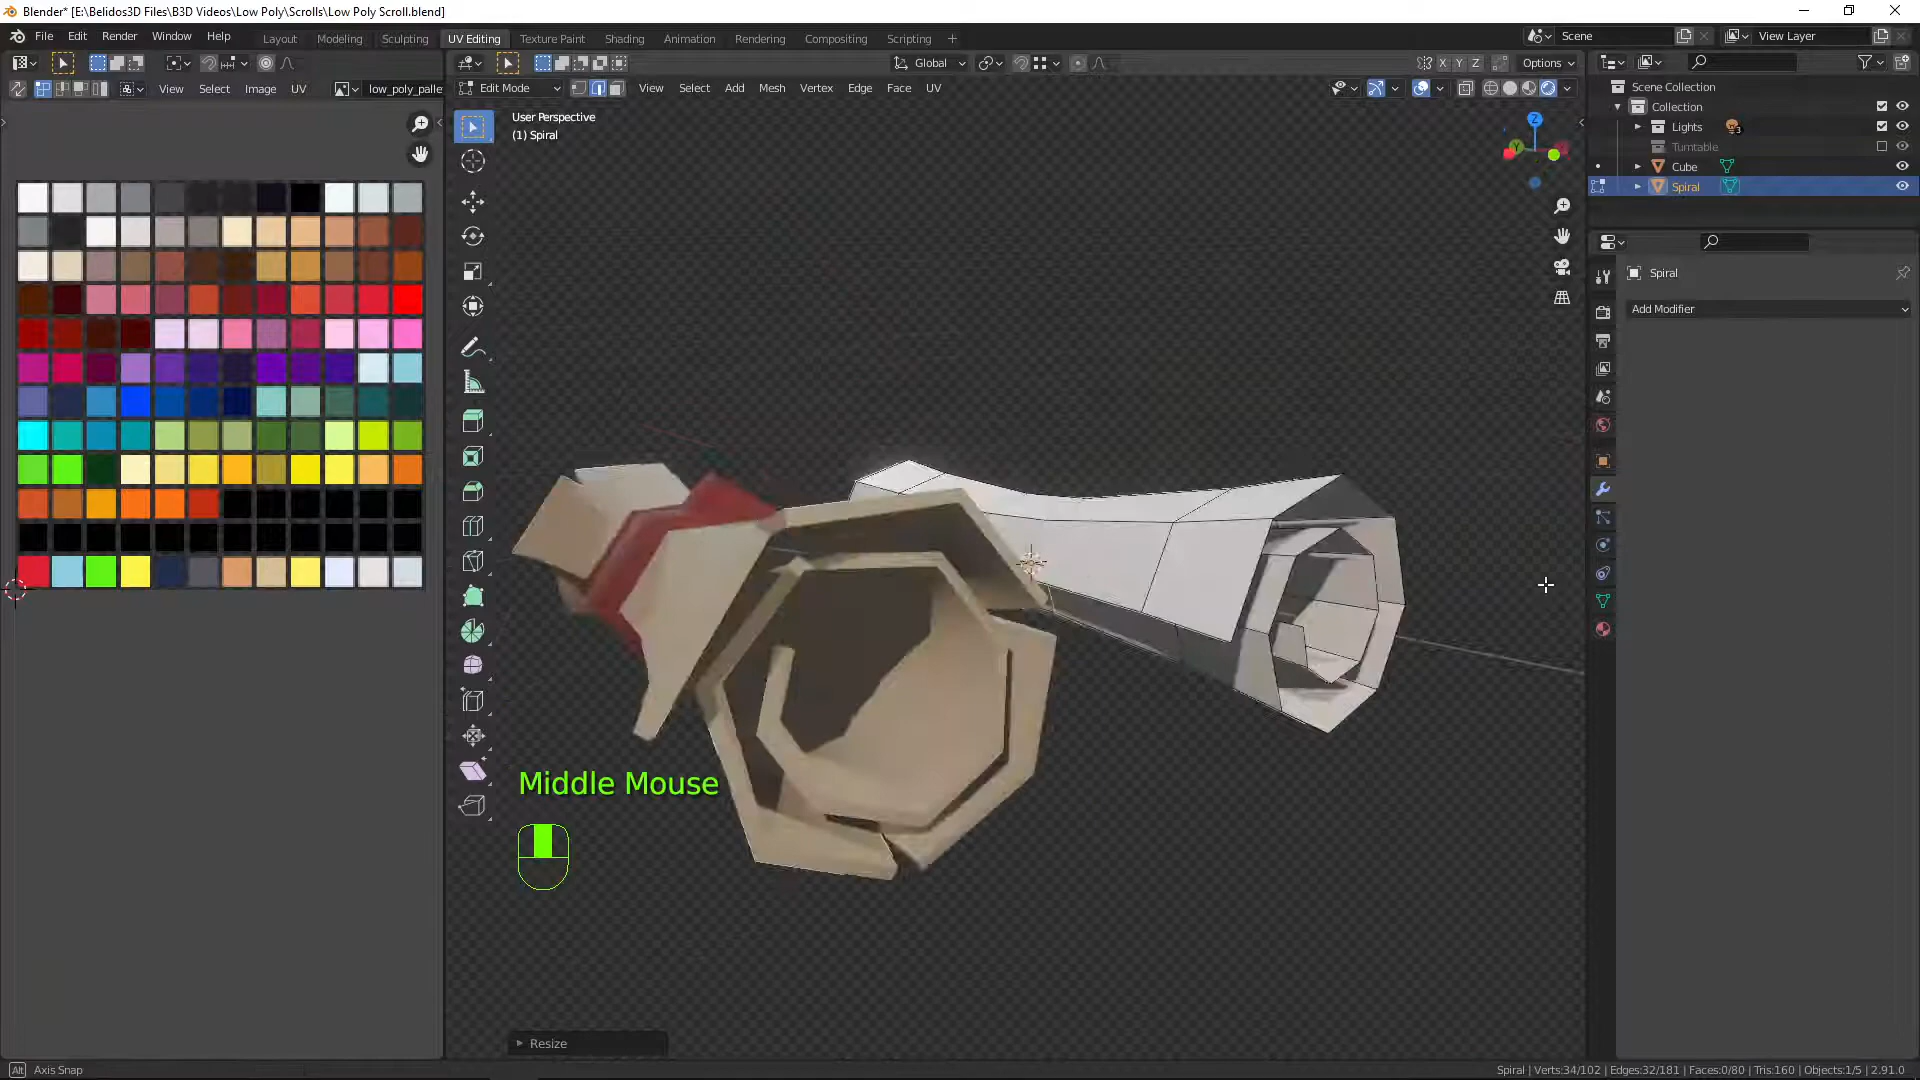 Blender* [E:\Belidos3D Files\B3D Videos\Low Poly\Scrolls\Low Poly Scroll.blend]
File Edit Render Window Help Layout Modeling Sculpting UV Editing Texture Paint Shading Animation Rendering Compositing Scripting + Scene View Layer
Global X Y Z Options
View Select Image UV low_poly_palle Edit Mode View Select Add Mesh Vertex Edge Face UV
User Perspective
(1) Spiral
Z
Y
Scene Collection
Collection
Lights 3
Turntable
Cube
Spiral
Spiral
Add Modifier
Middle Mouse
Resize
Alt Axis Snap
Spiral | Verts:34/102 | Edges:32/181 | Faces:0/80 | Tris:160 | Objects:1/5 | 2.91.0